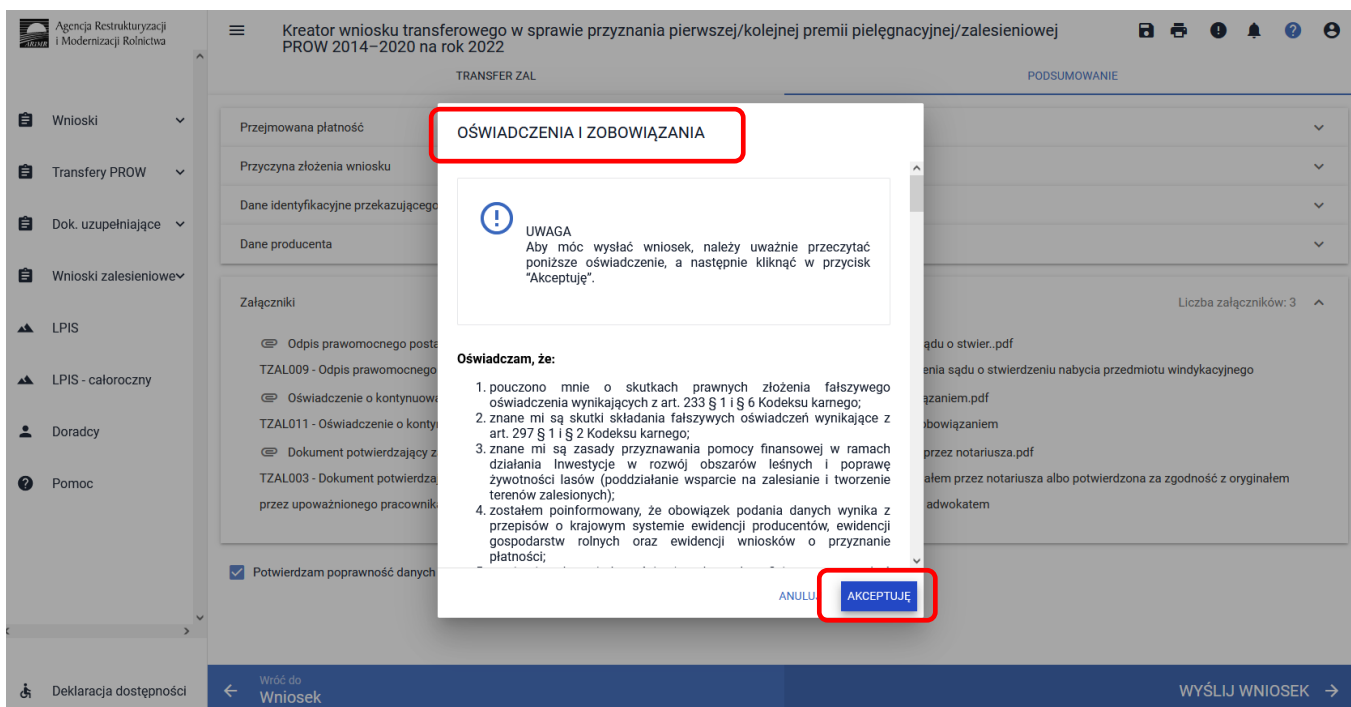 Agencja Restrukturyzacji
i Modernizacji Rolnictwa
ARiMR
Kreator wniosku transferowego w sprawie przyznania pierwszej/kolejnej premii pielęgnacyjnej/zalesieniowej
PROW 2014–2020 na rok 2022
TRANSFER ZAL
PODSUMOWANIE
Wnioski
Transfery PROW
Dok. uzupełniające
Wnioski zalesieniowe
LPIS
LPIS - całoroczny
Doradcy
Pomoc
Deklaracja dostępności
Przejmowana płatność
Przyczyna złożenia wniosku
Dane identyfikacyjne przekazującego
Dane producenta
Załączniki
Liczba załączników: 3
Odpis prawomocnego posta
ądu o stwier..pdf
TZAL009 - Odpis prawomocnego
enia sądu o stwierdzeniu nabycia przedmiotu windykacyjnego
Oświadczenie o kontynuowa
ązaniem.pdf
TZAL011 - Oświadczenie o konty
obowiązaniem
Dokument potwierdzający z
przez notariusza.pdf
TZAL003 - Dokument potwierdza
ałem przez notariusza albo potwierdzona za zgodność z oryginałem
przez upoważnionego pracownik
adwokatem
Potwierdzam poprawność danych
OŚWIADCZENIA I ZOBOWIĄZANIA
UWAGA
Aby móc wysłać wniosek, należy uważnie przeczytać
poniższe oświadczenie, a następnie kliknąć w przycisk
“Akceptuję”.
Oświadczam, że:
1. pouczono mnie o skutkach prawnych złożenia fałszywego
oświadczenia wynikających z art. 233 § 1 i § 6 Kodeksu karnego;
2. znane mi są skutki składania fałszywych oświadczeń wynikające z
art. 297 § 1 i § 2 Kodeksu karnego;
3. znane mi są zasady przyznawania pomocy finansowej w ramach
działania Inwestycje w rozwój obszarów leśnych i poprawę
żywotności lasów (poddziałanie wsparcie na zalesianie i tworzenie
terenów zalesionych);
4. zostałem poinformowany, że obowiązek podania danych wynika z
przepisów o krajowym systemie ewidencji producentów, ewidencji
gospodarstw rolnych oraz ewidencji wniosków o przyznanie
płatności;
ANULUJ
AKCEPTUJĘ
Wróć do
Wniosek
WYŚLIJ WNIOSEK